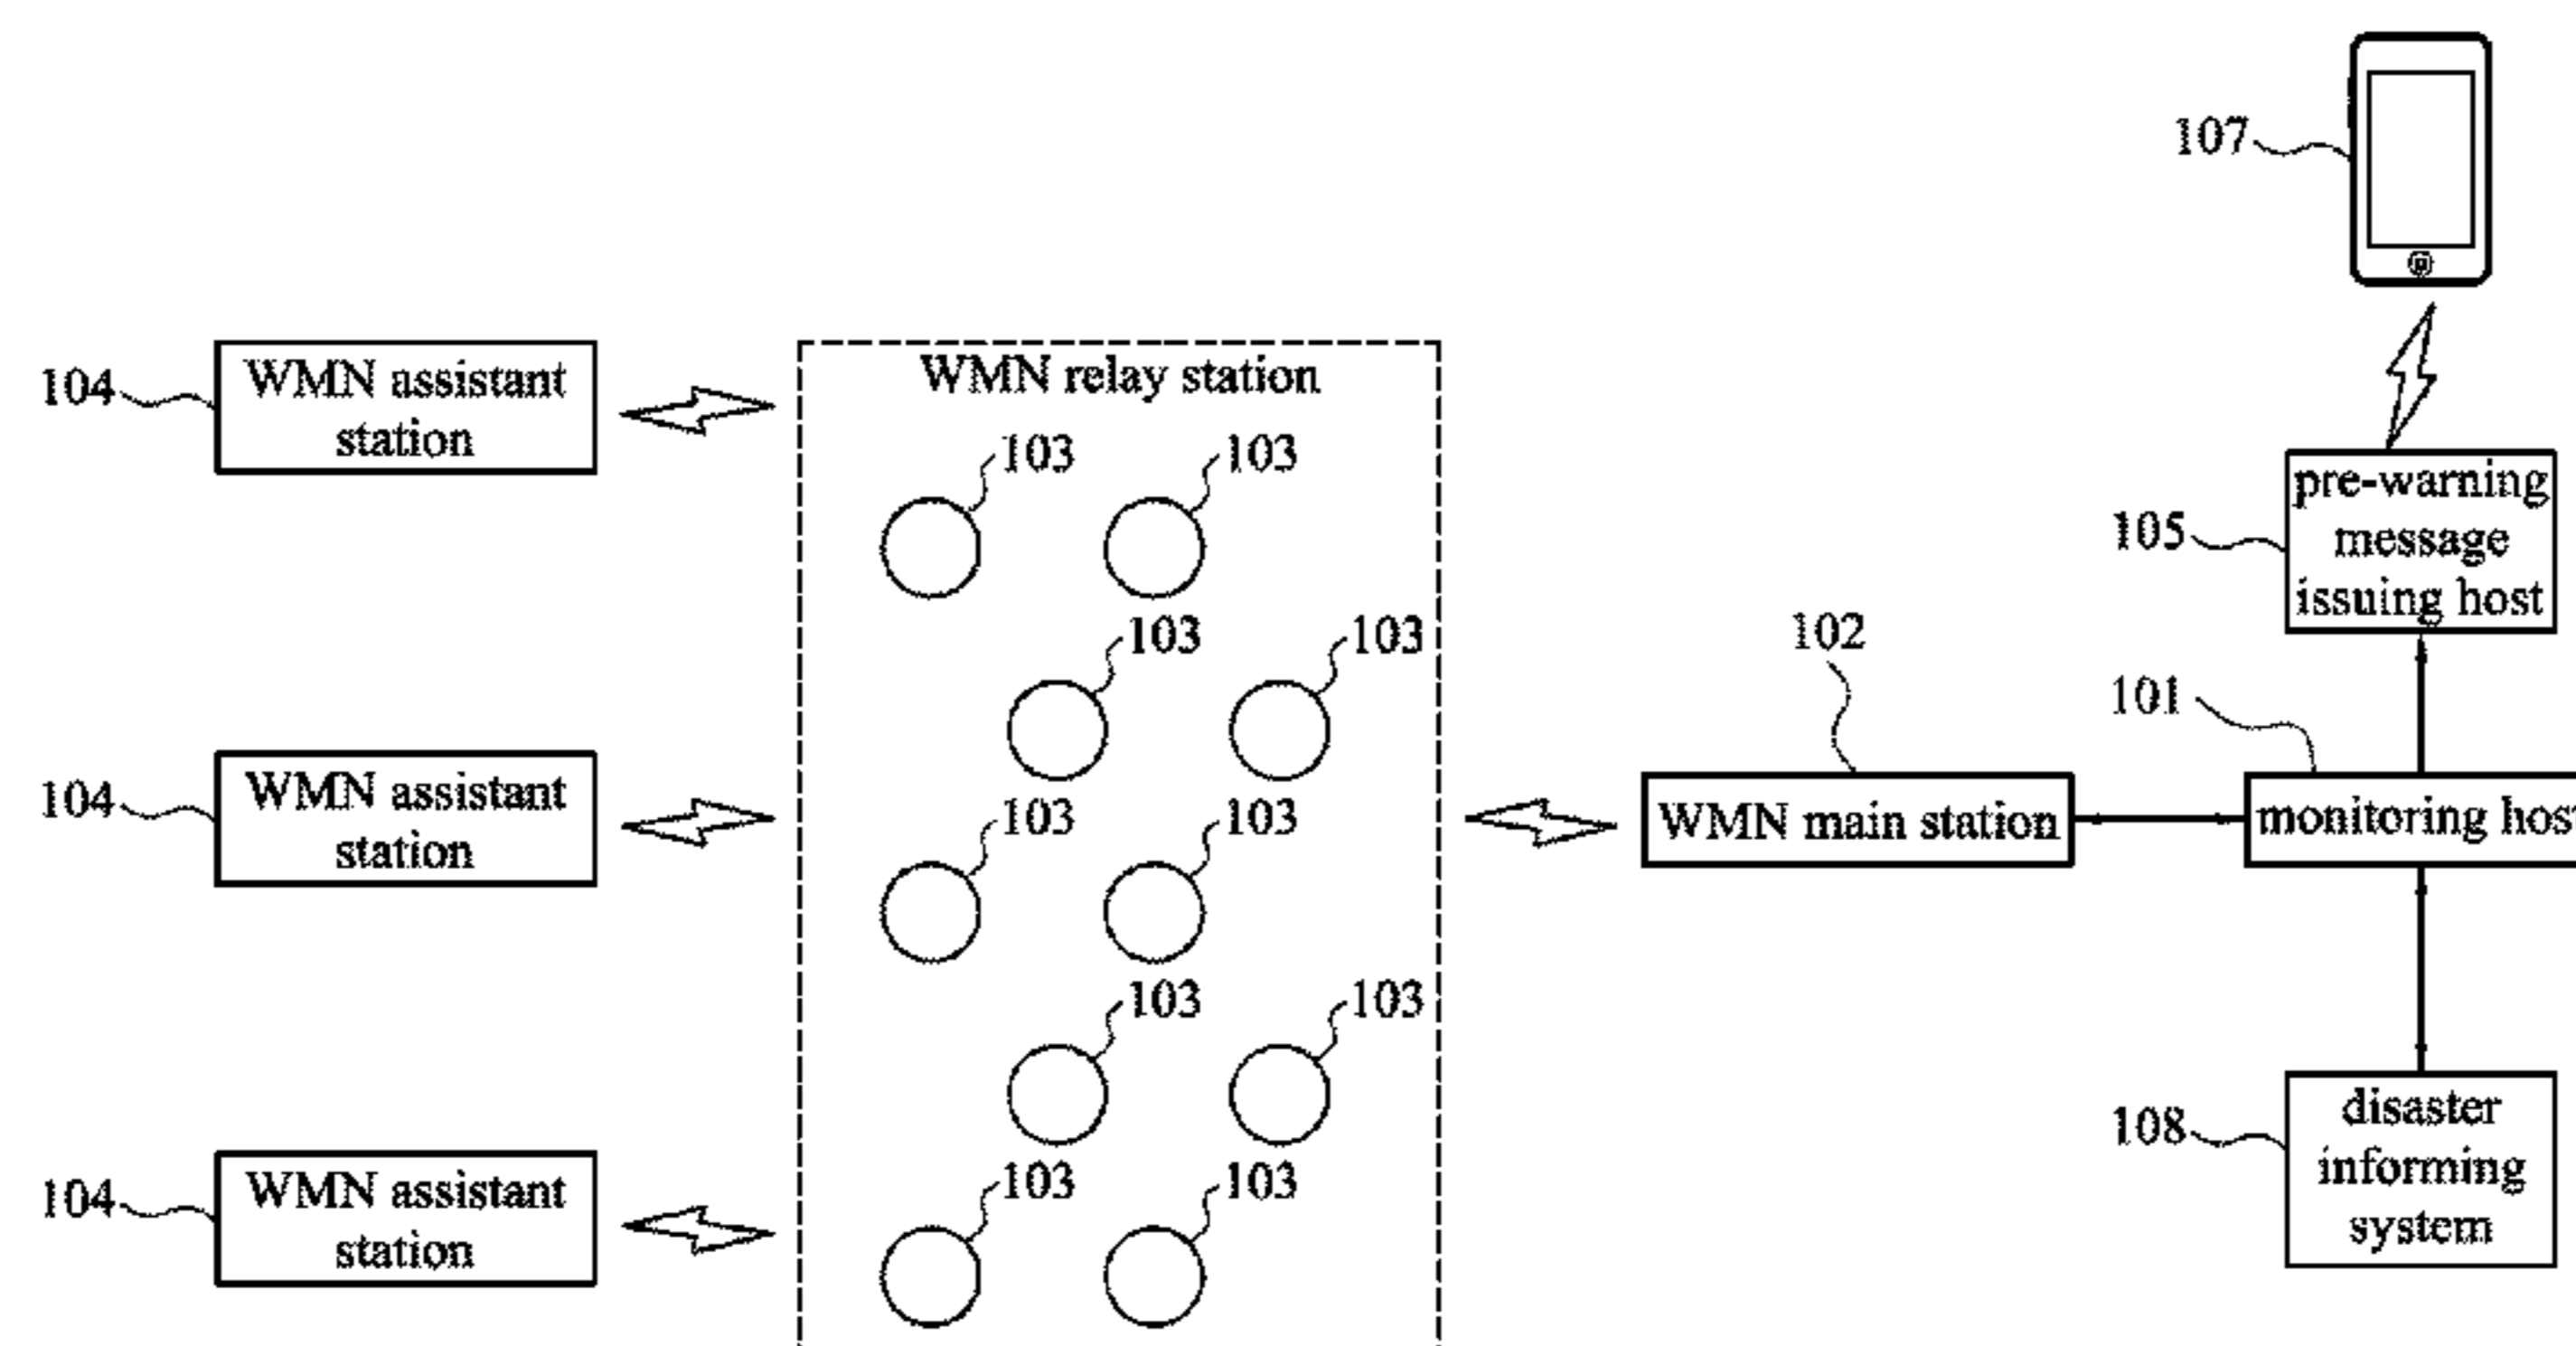 107
WMN assistant
station
104
WMN relay station
103
103
103
103
103
103
103
103
103
103
pre-warning
message
issuing host
105
102
101
WMN assistant
station
104
WMN main station
monitoring host
WMN assistant
station
104
disaster
informing
system
108